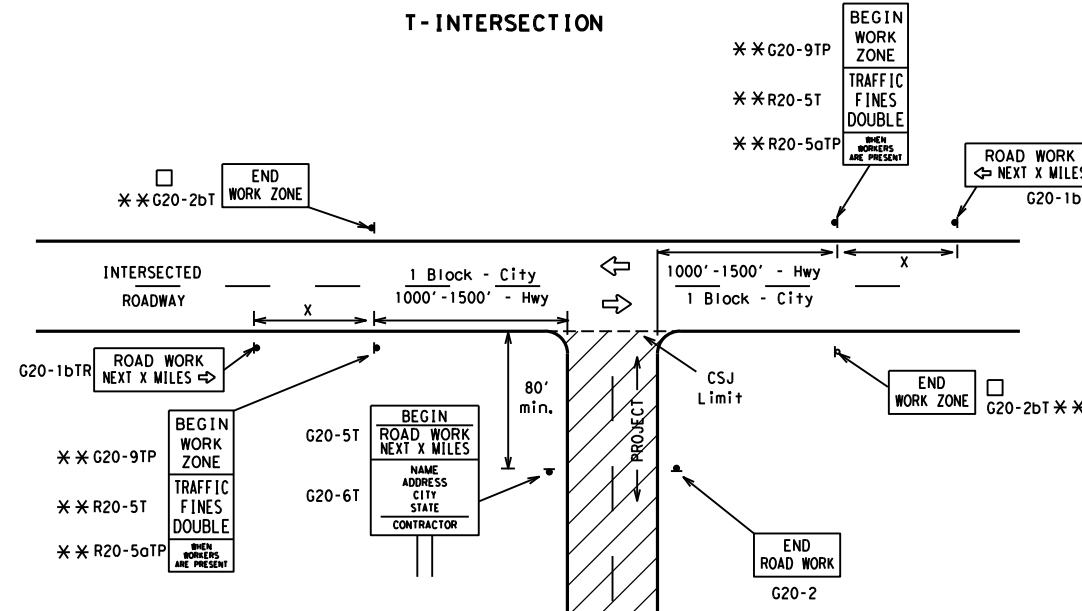 T-INTERSECTION
BEGIN
WORK
ZONE
TRAFFIC
FINES
DOUBLE
WHEN
WORKERS
ARE PRESENT
**G20-9TP
**R20-5T
**R20-5aTP
ROAD WORK
⇦ NEXT X MILES
G20-1b
END
WORK ZONE
□
**G20-2bT
INTERSECTED
ROADWAY
1 Block - City
1000'-1500' - Hwy
X
1000'-1500' - Hwy
1 Block - City
X
⇦
⇨
G20-1bTR
ROAD WORK
NEXT X MILES ⇨
80'
min.
CSJ
Limit
PROJECT
END
WORK ZONE
□
G20-2bT **
BEGIN
WORK
ZONE
TRAFFIC
FINES
DOUBLE
WHEN
WORKERS
ARE PRESENT
**G20-9TP
**R20-5T
**R20-5aTP
G20-5T
G20-6T
BEGIN
ROAD WORK
NEXT X MILES
NAME
ADDRESS
CITY
STATE
CONTRACTOR
END
ROAD WORK
G20-2